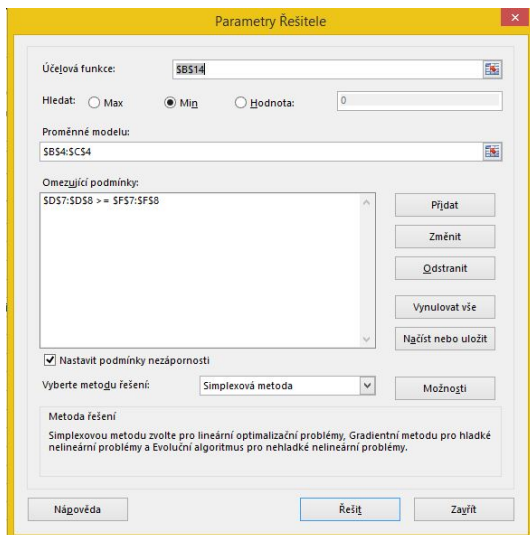 Parametry Řešitele
Účelová funkce: $B$14
Hledat: Max Min Hodnota: 0
Proměnné modelu:
$B$4:$C$4
Omezující podmínky:
$D$7:$D$8 >= $F$7:$F$8
Přidat
Změnit
Odstranit
Vynulovat vše
Načíst nebo uložit
Nastavit podmínky nezápornosti
Vyberte metodu řešení: Simplexová metoda Možnosti
Metoda řešení
Simplexovou metodu zvolte pro lineární optimalizační problémy, Gradientní metodu pro hladké
nelineární problémy a Evoluční algoritmus pro nehladké nelineární problémy.
Nápověda Řešit Zavřít